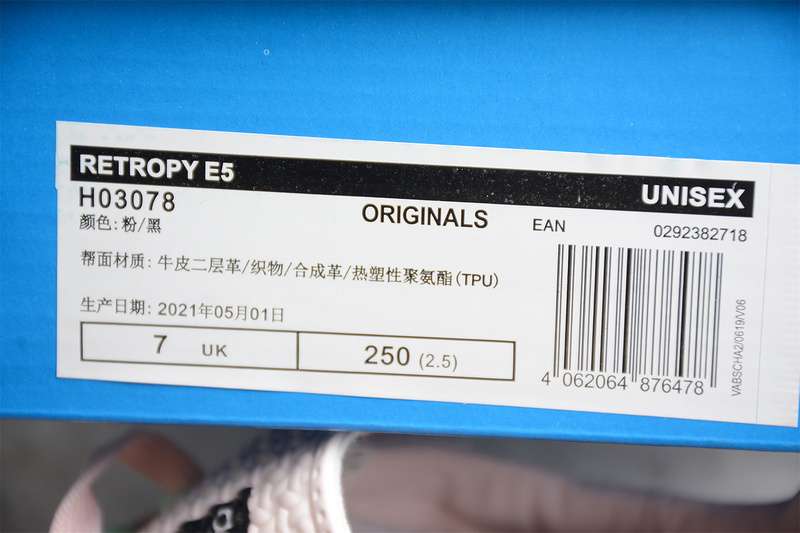 RETROPY E5
UNISEX
H03078
ORIGINALS
EAN
0292382718
颜色: 粉/黑
帮面材质: 牛皮二层革/织物/合成革/热塑性聚氨酯(TPU)
生产日期: 2021年05月01日
7 UK
250 (2.5)
4 062064 876478
VABSCHA2/0619/V06